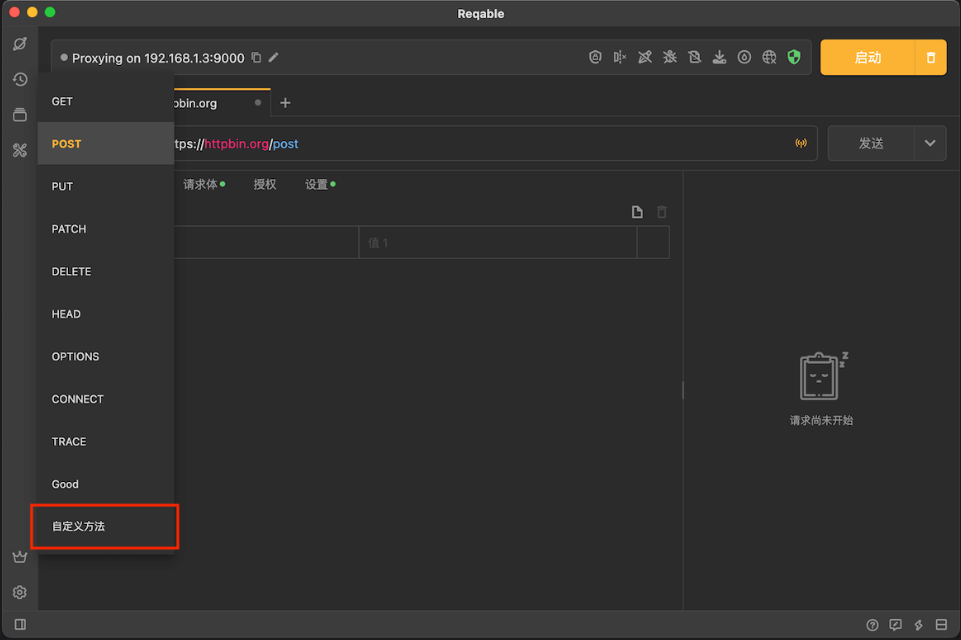 Reqable
Proxying on 192.168.1.3:9000
启动
GET
pbin.org
POST
tps://httpbin.org/post
发送
PUT
请求体
授权
设置
PATCH
值 1
DELETE
HEAD
OPTIONS
CONNECT
请求尚未开始
TRACE
Good
自定义方法